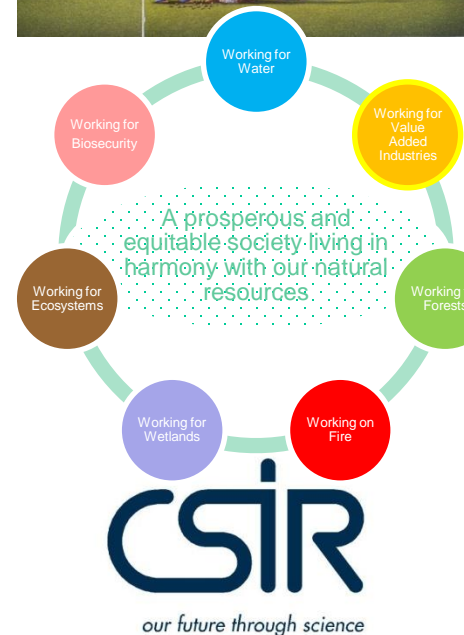 Working for
Water
Working for
Biosecurity
Working for
Value
Added
Industries
A prosperous and
equitable society living in
harmony with our natural
resources
Working for
Ecosystems
Working
Forests
Working for
Wetlands
Working on
Fire
CSIR
our future through science